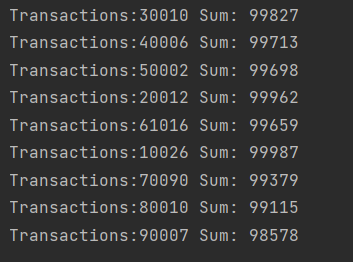 Transactions:30010 Sum: 99827
Transactions:40006 Sum: 99713
Transactions:50002 Sum: 99698
Transactions:20012 Sum: 99962
Transactions:61016 Sum: 99659
Transactions:10026 Sum: 99987
Transactions:70090 Sum: 99379
Transactions:80010 Sum: 99115
Transactions:90007 Sum: 98578